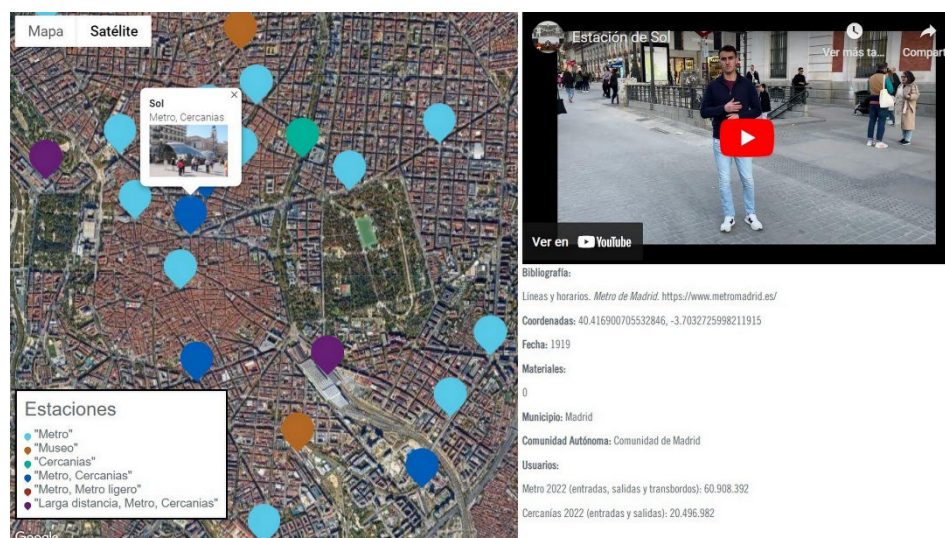 Mapa
Satélite
Sol
Metro, Cercanias
Estaciones
"Metro"
"Museo"
"Cercanias"
"Metro, Cercanias"
"Metro, Metro ligero"
"Larga distancia, Metro, Cercanias"
Google
Estación de Sol
Ver más ta...
Compart
Ver en YouTube
Bibliografía:
Líneas y horarios. Metro de Madrid. https://www.metromadrid.es/
Coordenadas: 40.416900705532846, -3.7032725998211915
Fecha: 1919
Materiales:
0
Municipio: Madrid
Comunidad Autónoma: Comunidad de Madrid
Usuarios:
Metro 2022 (entradas, salidas y transbordos): 60.908.392
Cercanías 2022 (entradas y salidas): 20.496.982